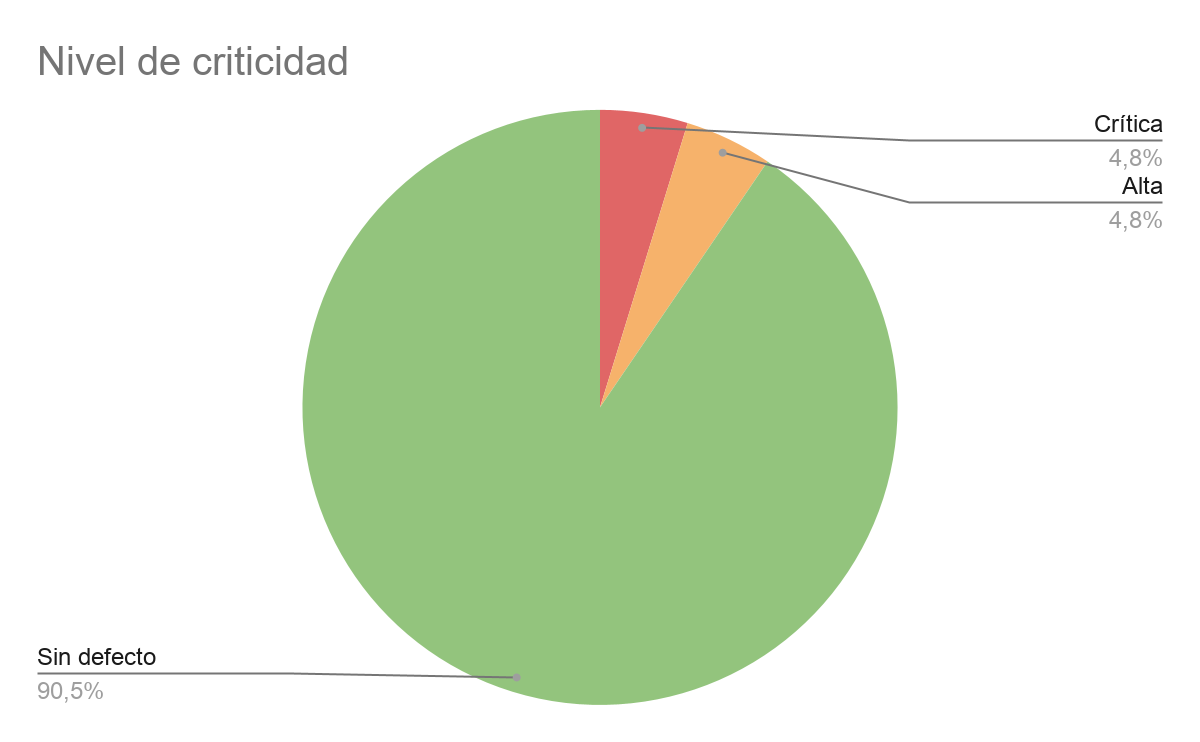 Nivel de criticidad
Crítica
4,8%
Alta
4,8%
Sin defecto
90,5%